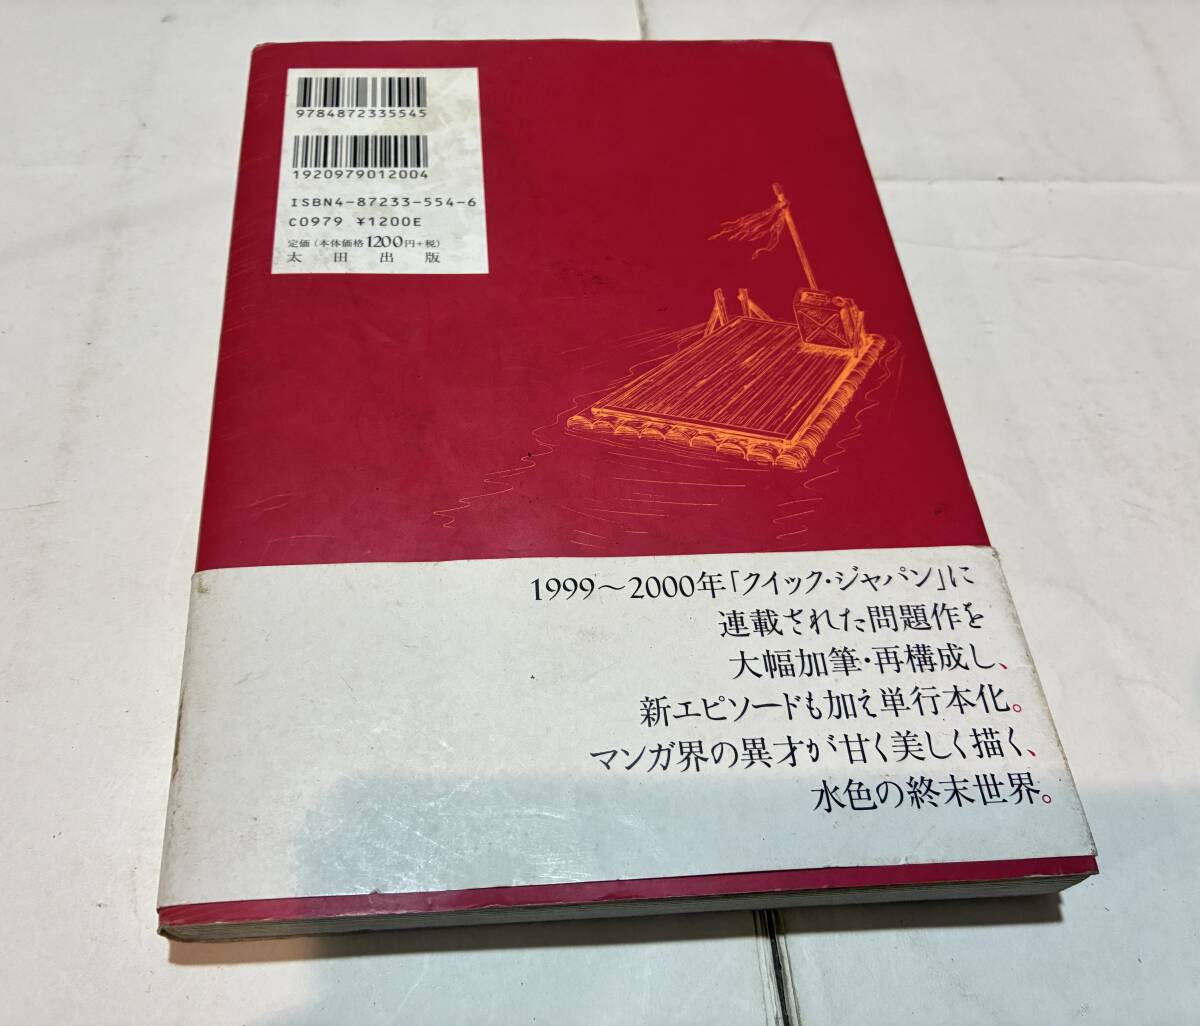 9784872335545
1920979012004
ISBN4-87233-554-6
C0979 ¥1200E
定価（本体価格1200円+税）
太田出版
1999〜2000年「クイック・ジャパン」に
連載された問題作を
大幅加筆・再構成し、
新エピソードも加え単行本化。
マンガ界の異才が甘く美しく描く、
水色の終末世界。